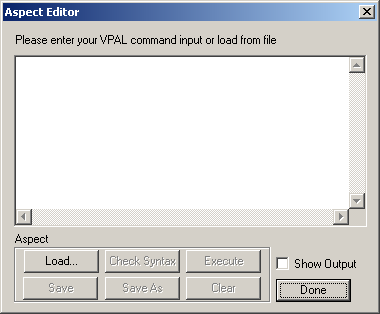 Aspect Editor
Please enter your VPAL command input or load from file
Aspect
Load... Check Syntax Execute
Show Output
Save Save As Clear
Done